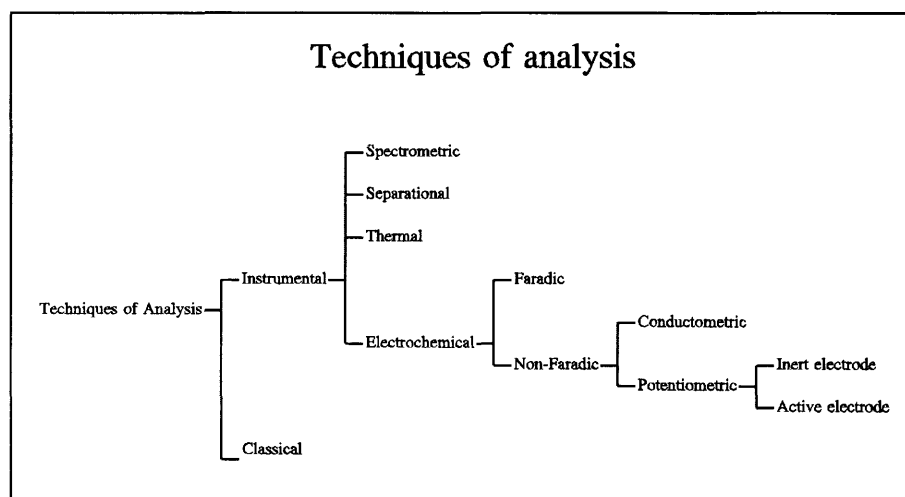 Techniques of analysis
Spectrometric
Separational
Thermal
Instrumental
Faradic
Techniques of Analysis
Conductometric
Electrochemical
Non-Faradic
Inert electrode
Potentiometric
Active electrode
Classical